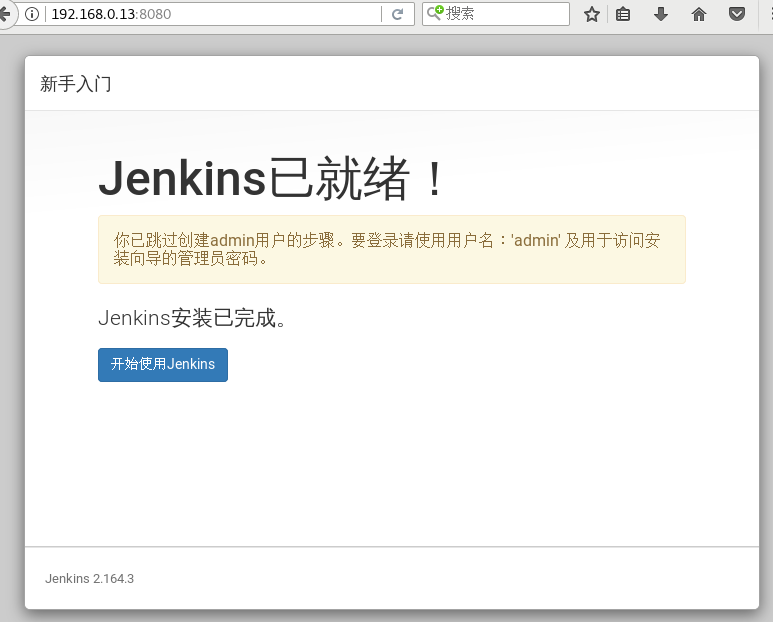 192.168.0.13:8080
搜索
新手入门
Jenkins已就绪！
你已跳过创建admin用户的步骤。要登录请使用用户名：'admin' 及用于访问安
装向导的管理员密码。
Jenkins安装已完成。
开始使用Jenkins
Jenkins 2.164.3